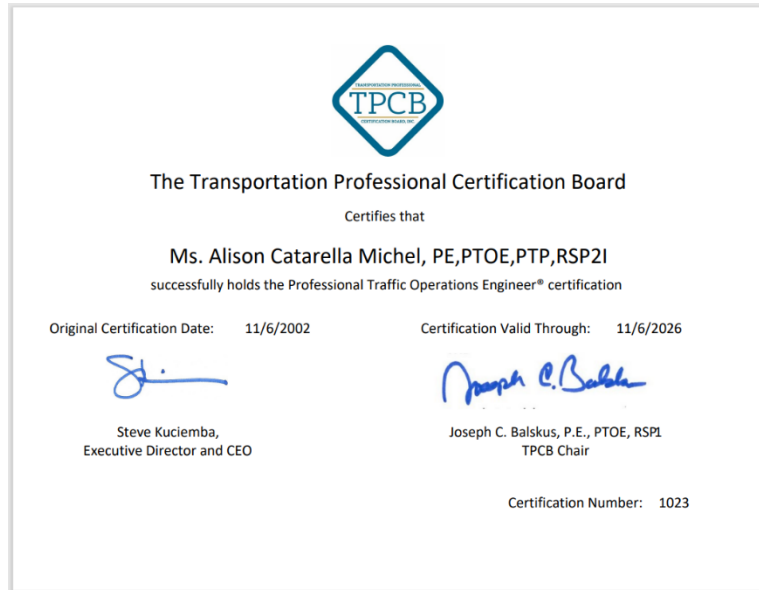 TRANSPORTATION PROFESSIONAL
TPCB
CERTIFICATION BOARD, INC
The Transportation Professional Certification Board
Certifies that
Ms. Alison Catarella Michel, PE,PTOE,PTP,RSP2I
successfully holds the Professional Traffic Operations Engineer® certification
Original Certification Date: 11/6/2002 Certification Valid Through: 11/6/2026
Joseph C. Balskus
Steve Kuciemba, Joseph C. Balskus, P.E., PTOE, RSP1
Executive Director and CEO TPCB Chair
Certification Number: 1023